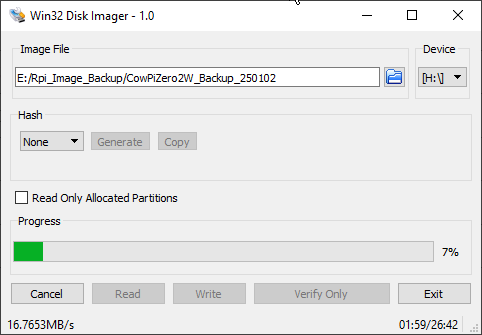 Win32 Disk Imager - 1.0
Image File
Device
E:/Rpi_Image_Backup/CowPiZero2W_Backup_250102
[H:\]
Hash
None
Generate
Copy
Read Only Allocated Partitions
Progress
7%
Cancel
Read
Write
Verify Only
Exit
16.7653MB/s
01:59/26:42